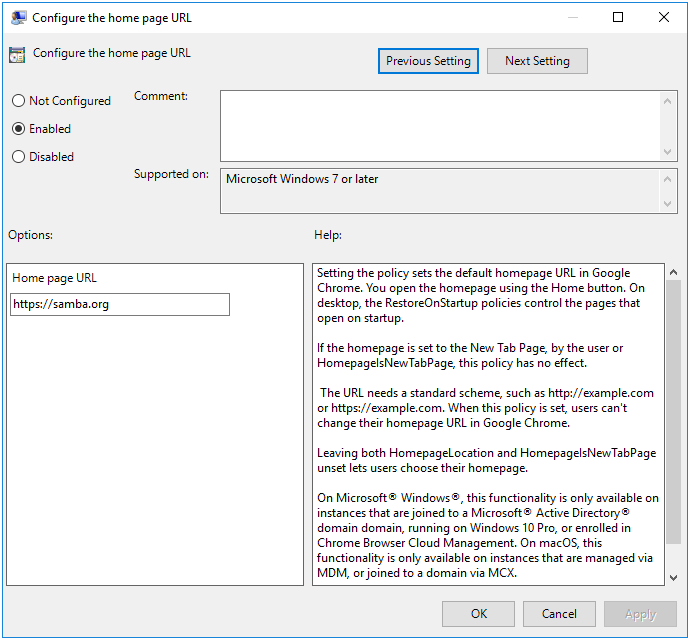 Configure the home page URL
Configure the home page URL
Previous Setting
Next Setting
Not Configured
Comment:
Enabled
Disabled
Supported on:
Microsoft Windows 7 or later
Options:
Help:
Home page URL
https://samba.org
Setting the policy sets the default homepage URL in Google
Chrome. You open the homepage using the Home button. On
desktop, the RestoreOnStartup policies control the pages that
open on startup.
If the homepage is set to the New Tab Page, by the user or
HomepageIsNewTabPage, this policy has no effect.
The URL needs a standard scheme, such as http://example.com
or https://example.com. When this policy is set, users can't
change their homepage URL in Google Chrome.
Leaving both HomepageLocation and HomepageIsNewTabPage
unset lets users choose their homepage.
On Microsoft® Windows®, this functionality is only available on
instances that are joined to a Microsoft® Active Directory®
domain domain, running on Windows 10 Pro, or enrolled in
Chrome Browser Cloud Management. On macOS, this
functionality is only available on instances that are managed via
MDM, or joined to a domain via MCX.
OK
Cancel
Apply